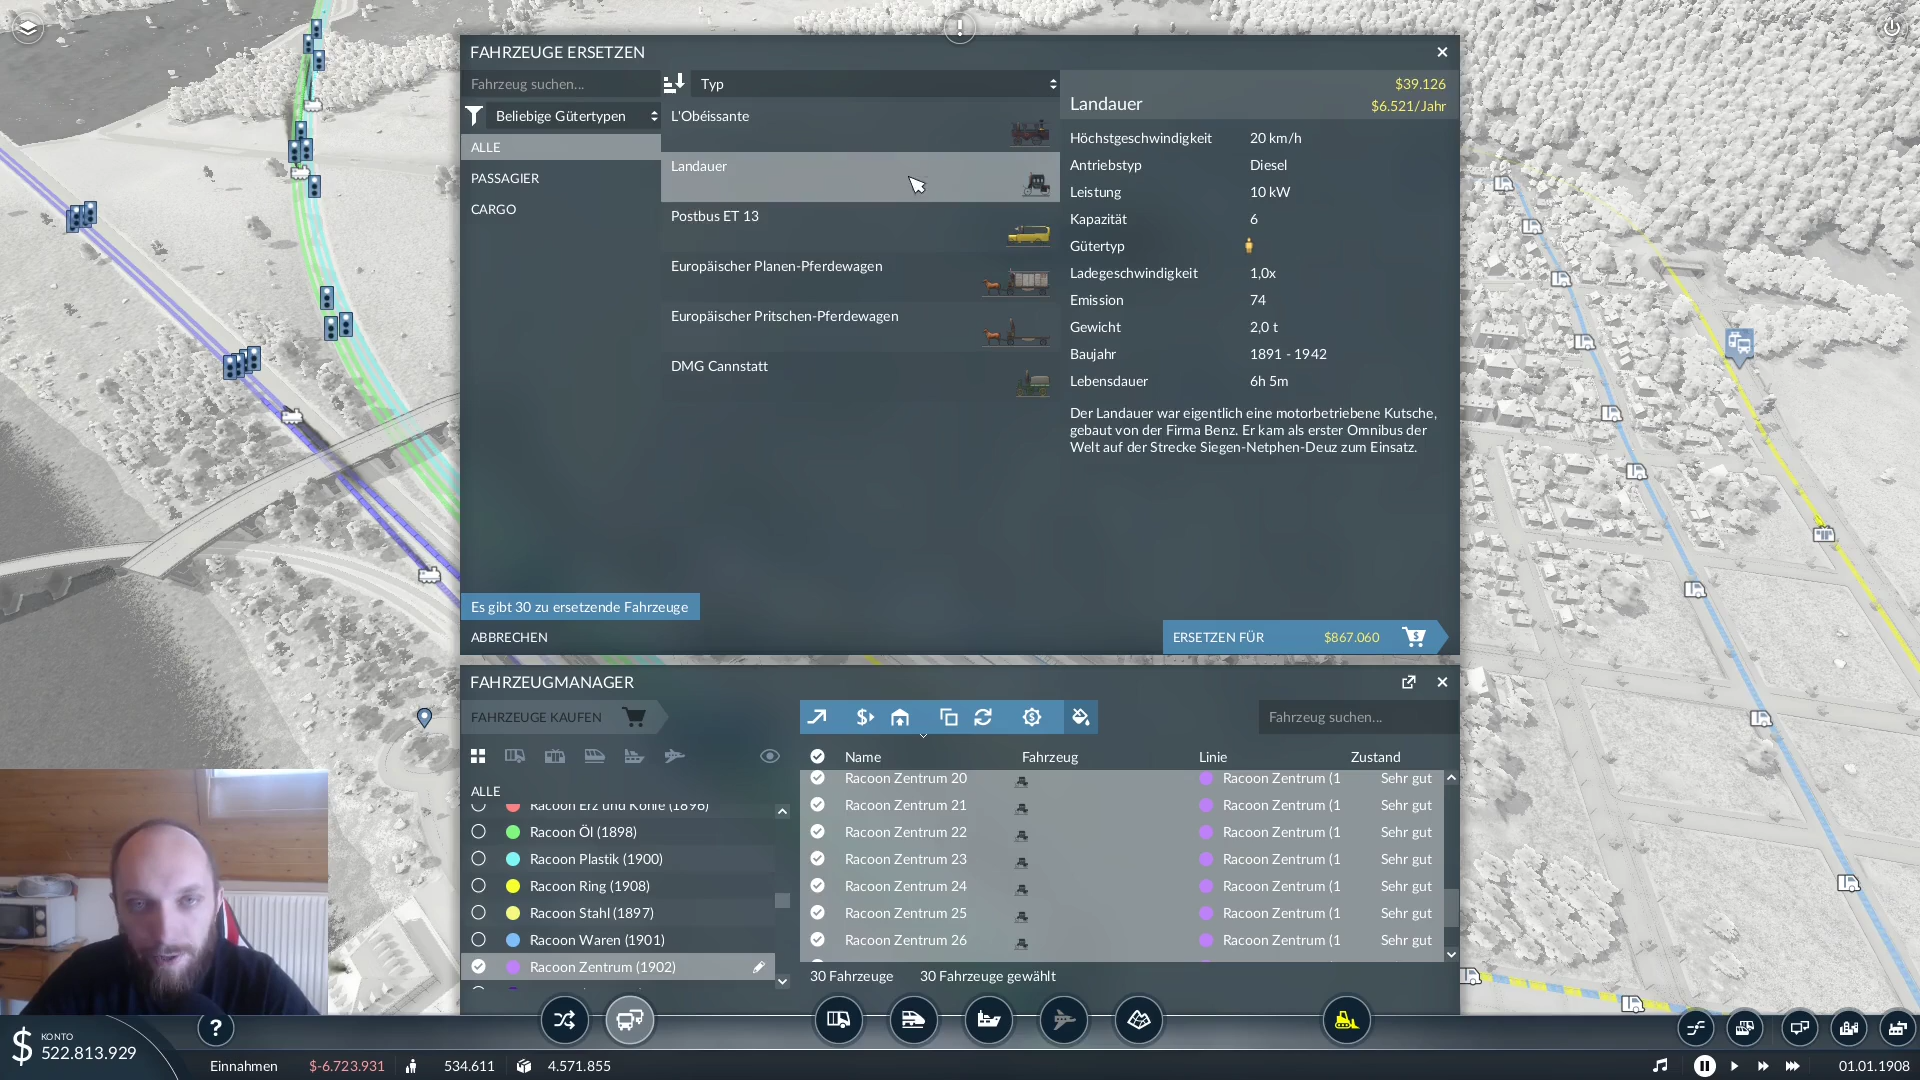 FAHRZEUGE ERSETZEN
Fahrzeug suchen...
Typ
Beliebige Gütertypen
ALLE
PASSAGIER
CARGO
L'Obéissante
Landauer
Postbus ET 13
Europäischer Planen-Pferdewagen
Europäischer Pritschen-Pferdewagen
DMG Cannstatt
$39.126
Landauer
$6.521/Jahr
Höchstgeschwindigkeit 20 km/h
Antriebstyp Diesel
Leistung 10 kW
Kapazität 6
Gütertyp
Ladegeschwindigkeit 1,0x
Emission 74
Gewicht 2,0 t
Baujahr 1891 - 1942
Lebensdauer 6h 5m
Der Landauer war eigentlich eine motorbetriebene Kutsche,
gebaut von der Firma Benz. Er kam als erster Omnibus der
Welt auf der Strecke Siegen-Netphen-Deuz zum Einsatz.
Es gibt 30 zu ersetzende Fahrzeuge
ABBRECHEN
ERSETZEN FÜR $867.060
FAHRZEUGMANAGER
FAHRZEUGE KAUFEN
Fahrzeug suchen...
ALLE
Racoon Erz und Kohle (1896)
Racoon Öl (1898)
Racoon Plastik (1900)
Racoon Ring (1908)
Racoon Stahl (1897)
Racoon Waren (1901)
Racoon Zentrum (1902)
Name Fahrzeug Linie Zustand
Racoon Zentrum 20 Racoon Zentrum (1 Sehr gut
Racoon Zentrum 21 Racoon Zentrum (1 Sehr gut
Racoon Zentrum 22 Racoon Zentrum (1 Sehr gut
Racoon Zentrum 23 Racoon Zentrum (1 Sehr gut
Racoon Zentrum 24 Racoon Zentrum (1 Sehr gut
Racoon Zentrum 25 Racoon Zentrum (1 Sehr gut
Racoon Zentrum 26 Racoon Zentrum (1 Sehr gut
30 Fahrzeuge 30 Fahrzeuge gewählt
?
$ KONTO
522.813.929
Einnahmen $-6.723.931 534.611 4.571.855
01.01.1908